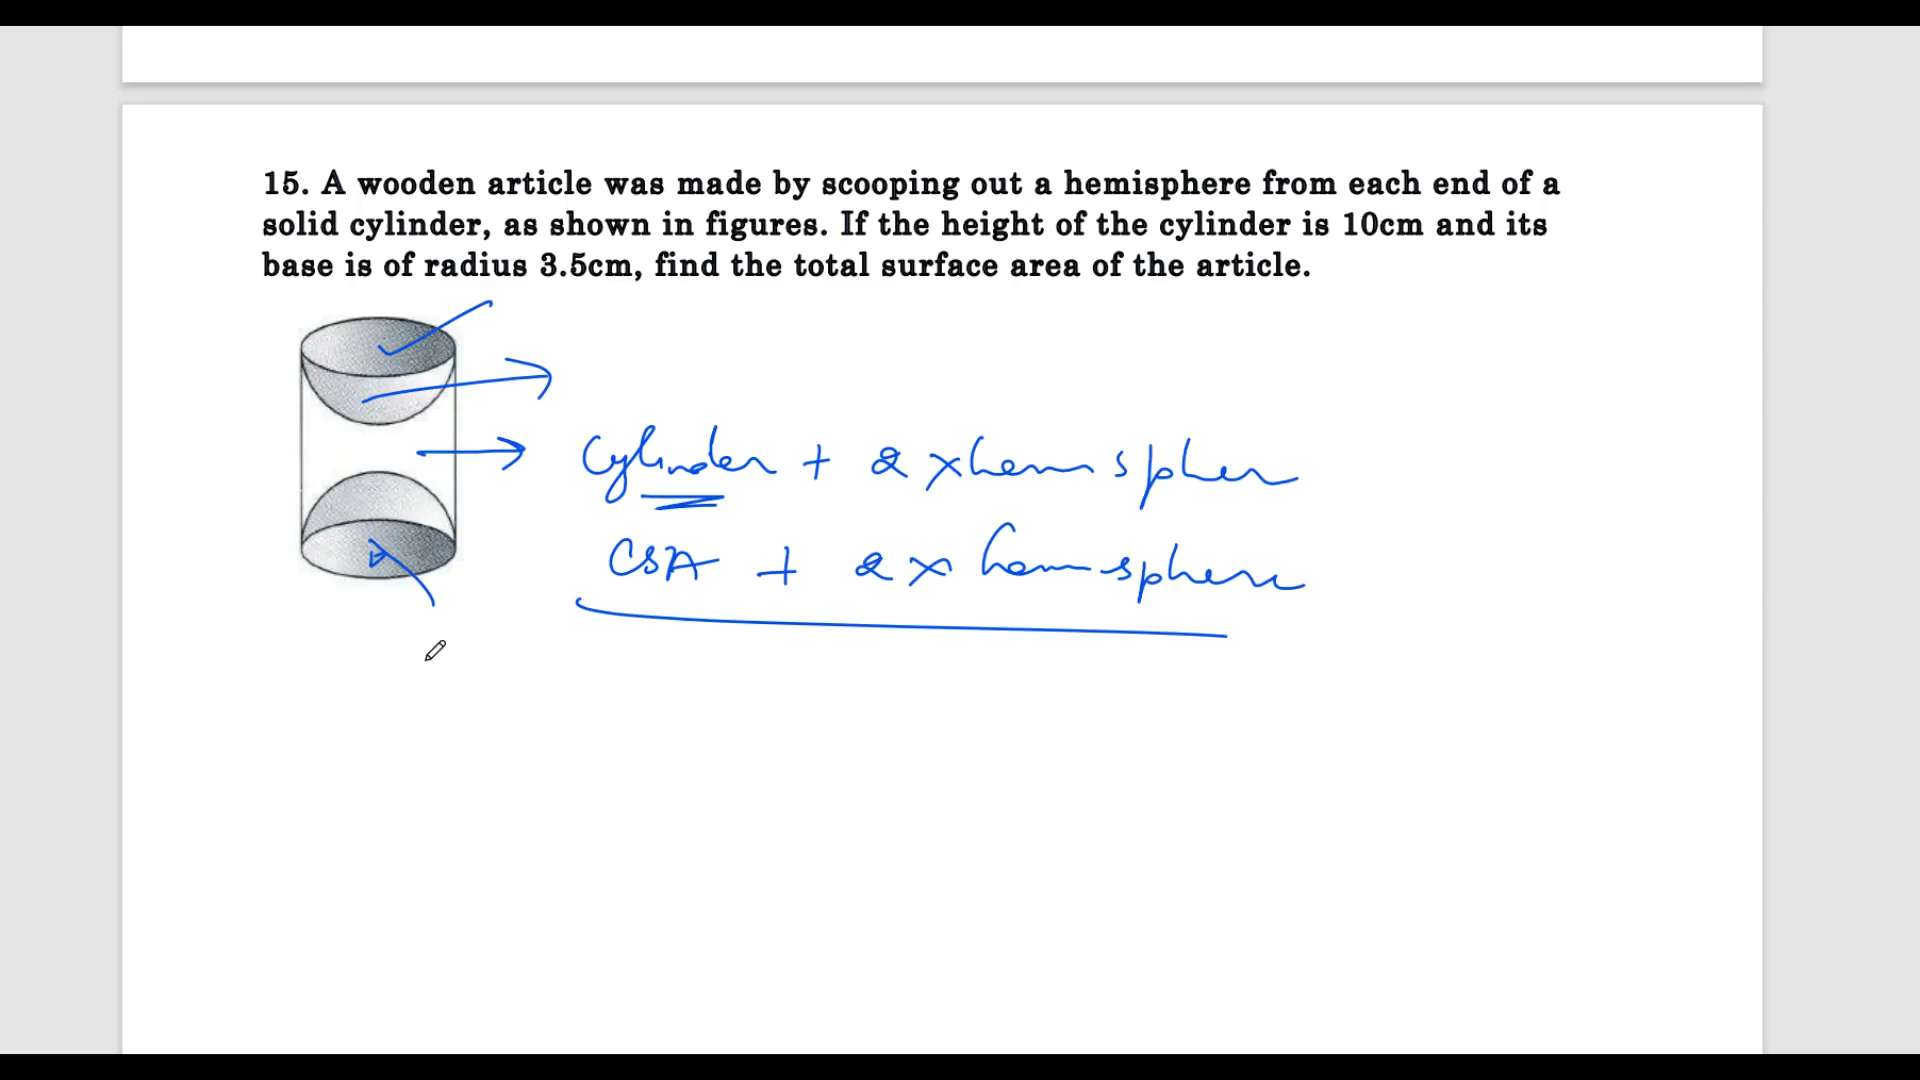 15. A wooden article was made by scooping out a hemisphere from each end of a
solid cylinder, as shown in figures. If the height of the cylinder is 10cm and its
base is of radius 3.5cm, find the total surface area of the article.
Cylinder + 2 x hemispher
CSA + 2 x hemisphere